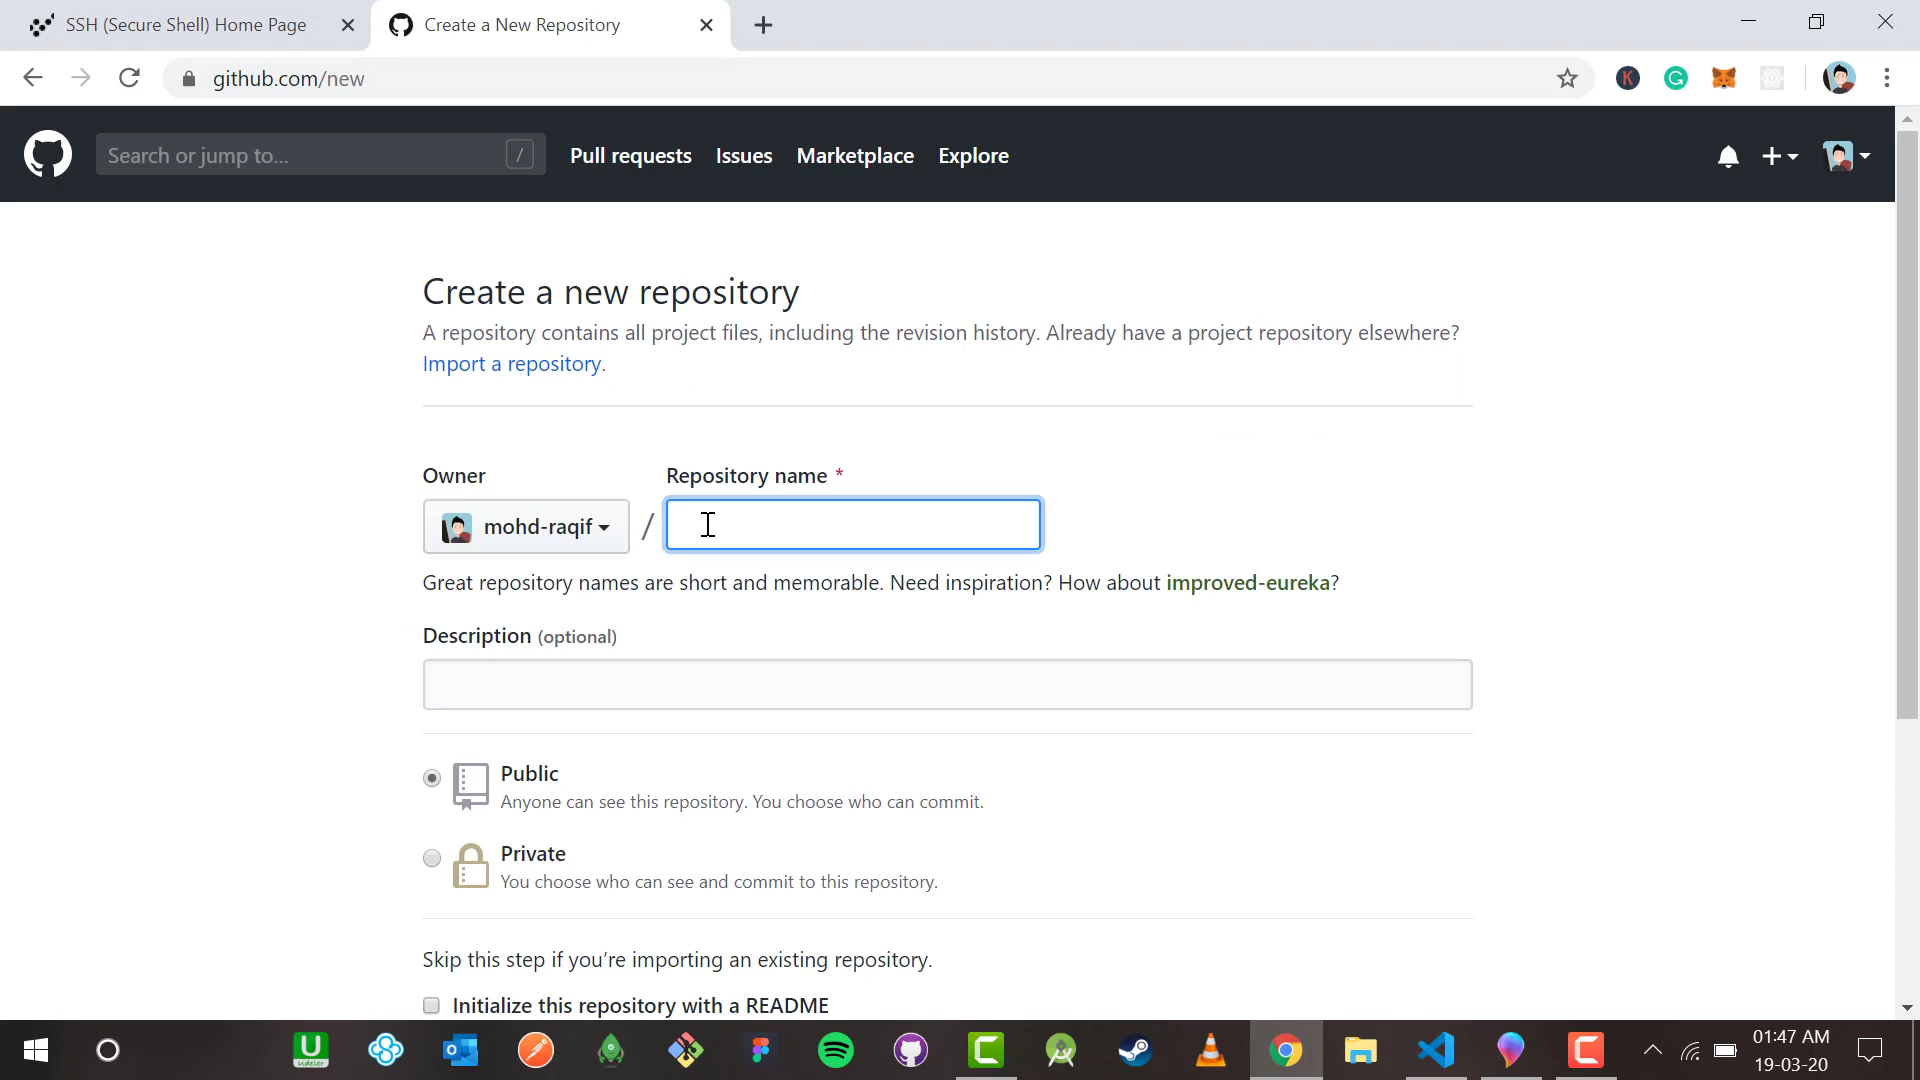 SSH (Secure Shell) Home Page
Create a New Repository
github.com/new
K
G
Search or jump to...
/
Pull requests
Issues
Marketplace
Explore
Create a new repository
A repository contains all project files, including the revision history. Already have a project repository elsewhere?
Import a repository.
Owner
Repository name *
mohd-raqif
/
Great repository names are short and memorable. Need inspiration? How about improved-eureka?
Description (optional)
Public
Anyone can see this repository. You choose who can commit.
Private
You choose who can see and commit to this repository.
Skip this step if you’re importing an existing repository.
Initialize this repository with a README
U
udeler
01:47 AM
19-03-20